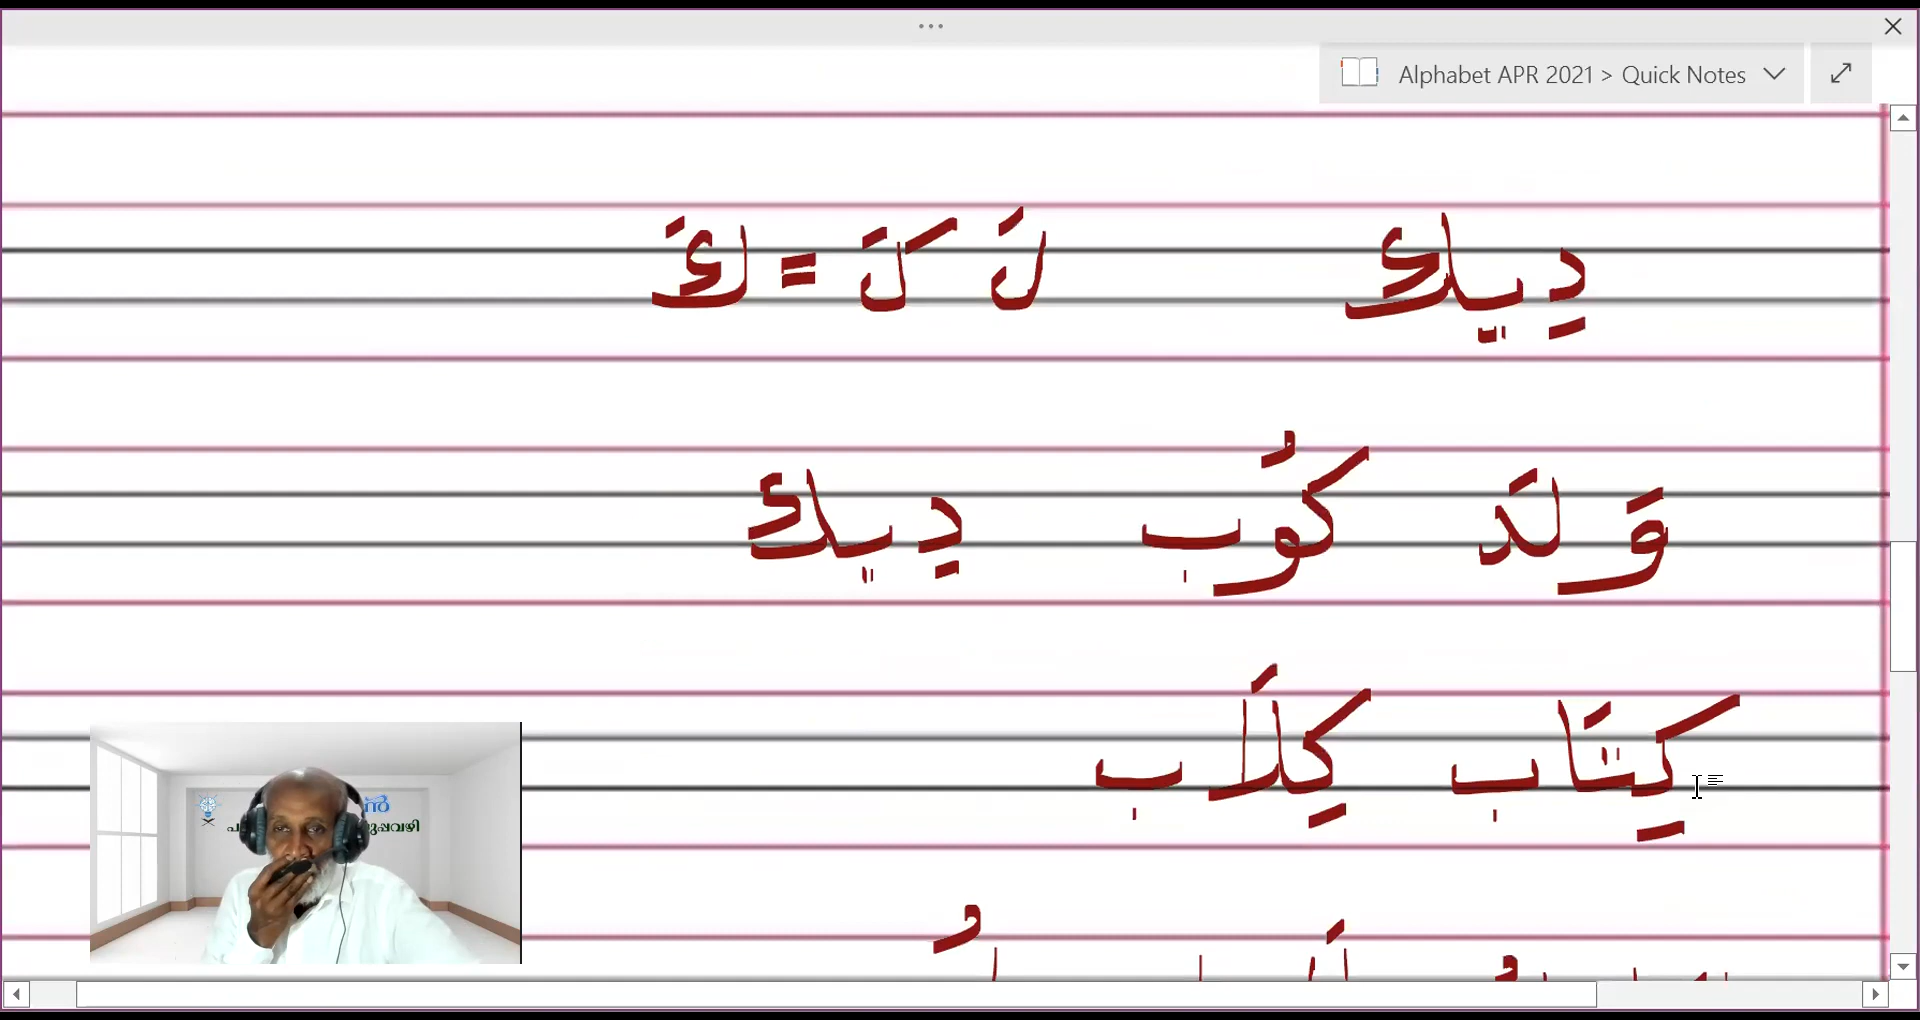 Alphabet APR 2021 > Quick Notes
دِيك لَ كَ = كَ
وَلَد كُوب دِيك
كِتَاب كِلَاب